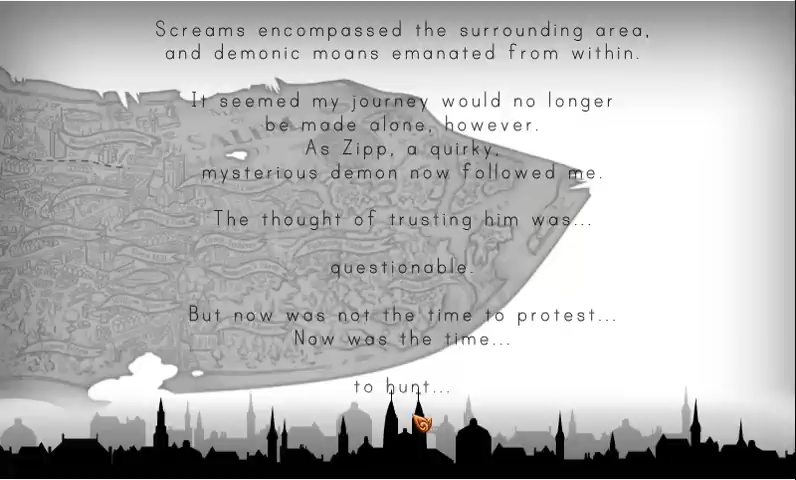 Screams encompassed the surrounding area,
and demonic moans emanated from within.
It seemed my journey would no longer
be made alone, however.
As Zipp, a quirky,
mysterious demon now followed me.
The thought of trusting him was...
questionable.
But now was not the time to protest...
Now was the time...
to hunt...